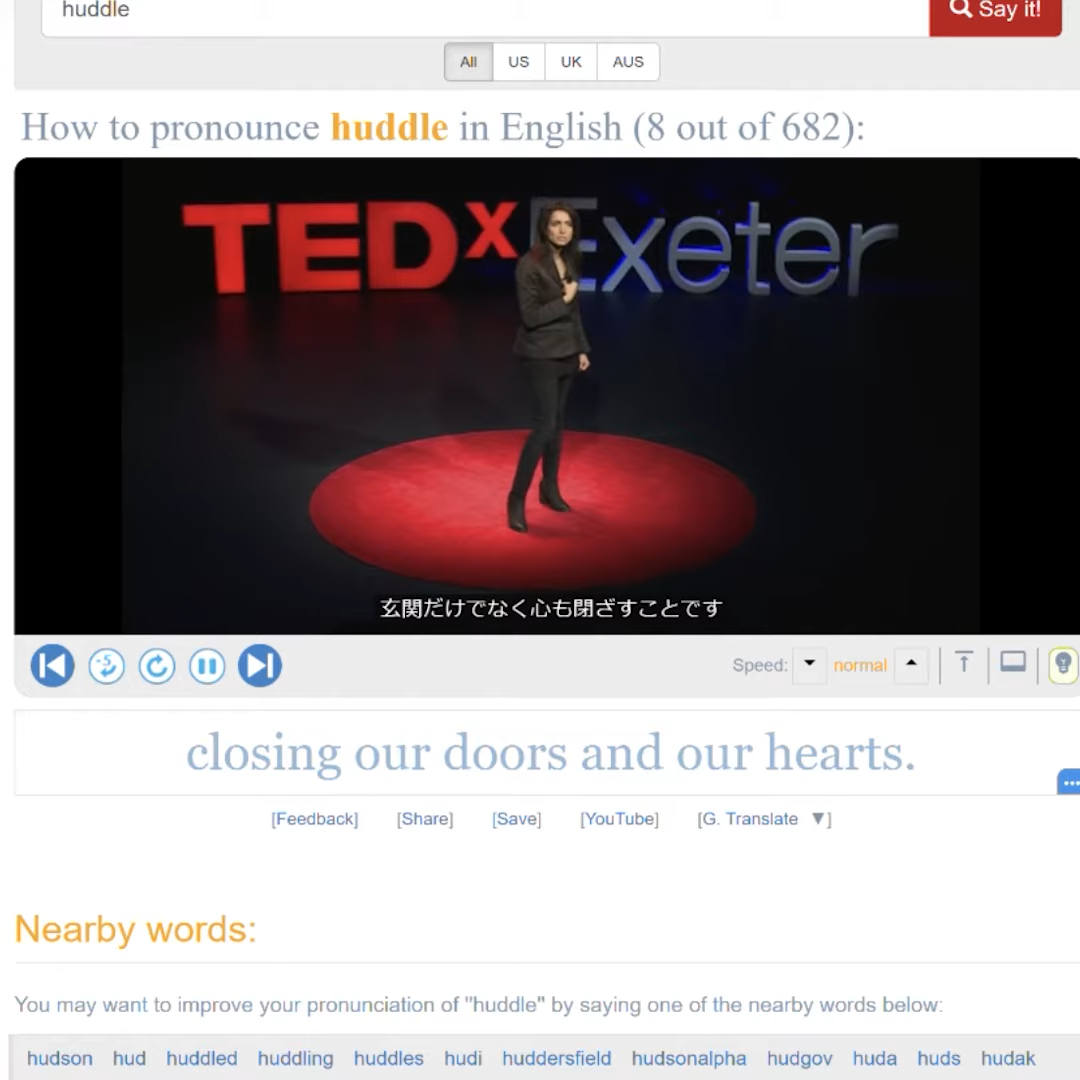 huddle
Say it!
All US UK AUS
How to pronounce huddle in English (8 out of 682):
TEDxExeter
玄関だけでなく心も閉ざすことです
-5
Speed: normal
closing our doors and our hearts.
[Feedback] [Share] [Save] [YouTube] [G. Translate ▼]
Nearby words:
You may want to improve your pronunciation of "huddle" by saying one of the nearby words below:
hudson hud huddled huddling huddles hudi huddersfield hudsonalpha hudgov huda huds hudak